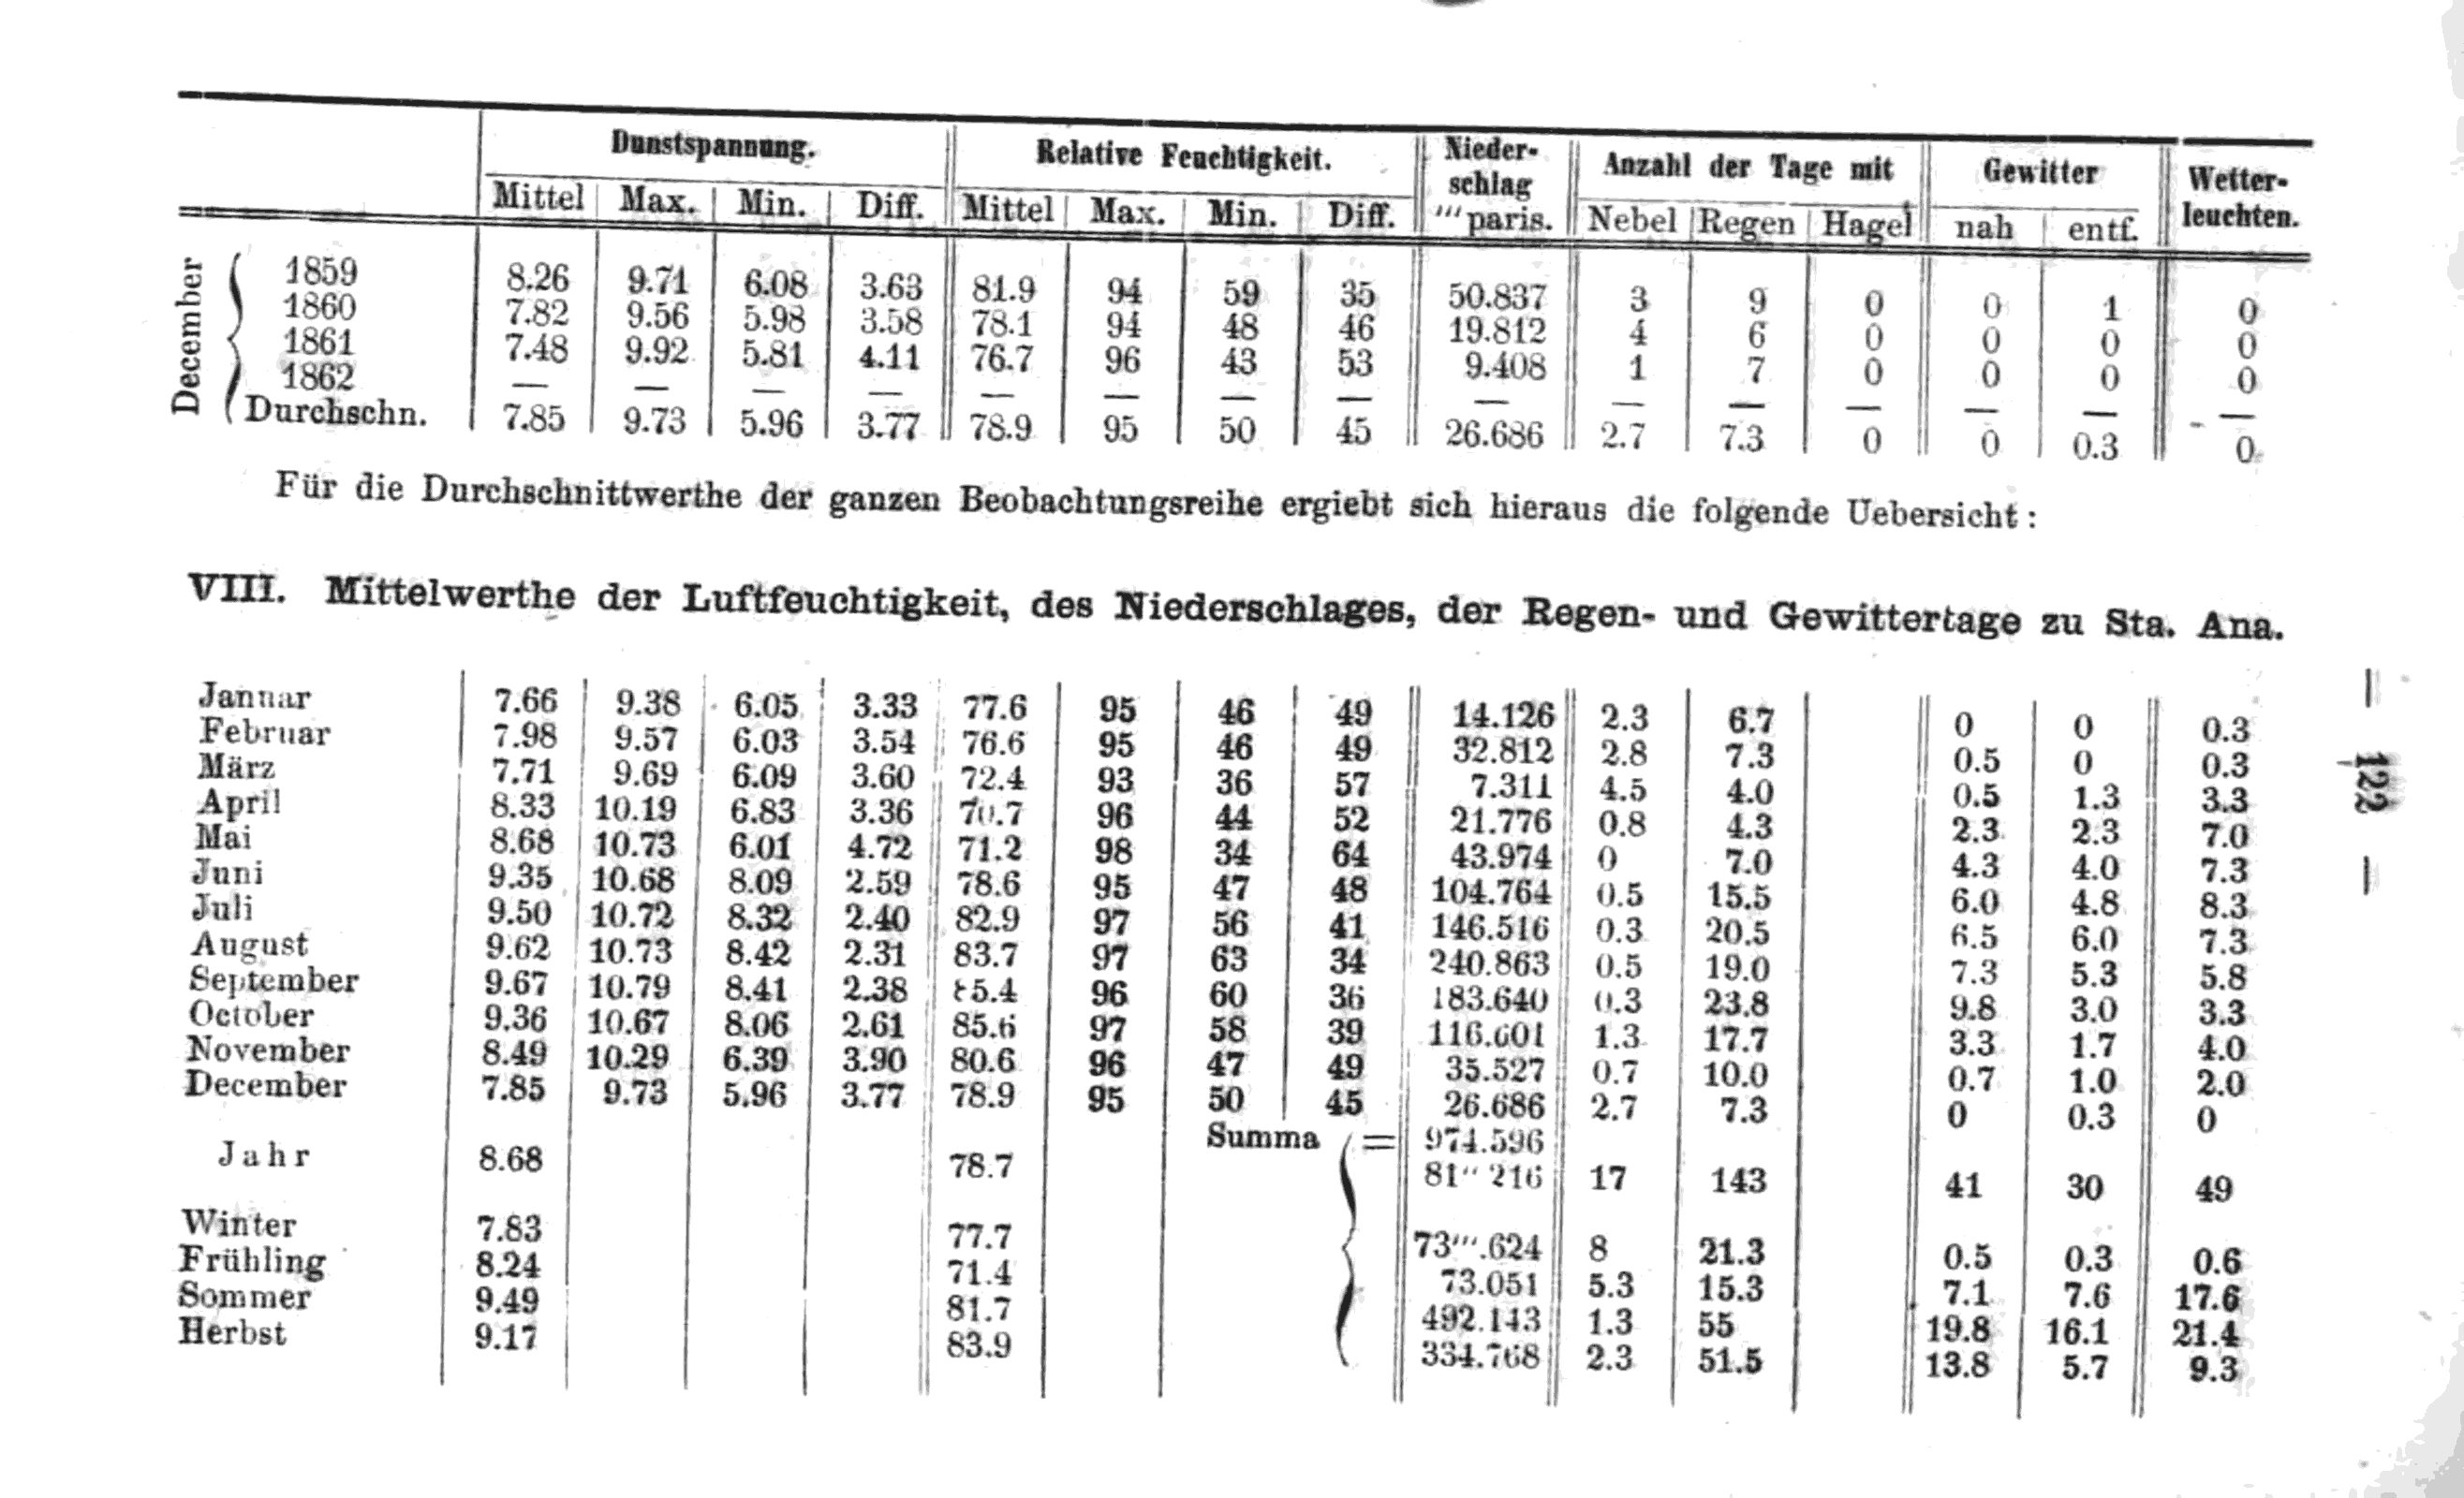 Dunstspannung. Relative Feuchtigkeit. Nieder-schlag '''paris. Anzahl der Tage mit Gewitter Wetter-leuchten.
Mittel Max. Min. Diff. Mittel Max. Min. Diff. Nebel Regen Hagel nah entf.
December
1859 8.26 9.71 6.08 3.63 81.9 94 59 35 50.837 3 9 0 0 1 0
1860 7.82 9.56 5.98 3.58 78.1 94 48 46 19.812 4 6 0 0 0 0
1861 7.48 9.92 5.81 4.11 76.7 96 43 53 9.408 1 7 0 0 0 0
1862 — — — — — — — — — — — — — — —
Durchschn. 7.85 9.73 5.96 3.77 78.9 95 50 45 26.686 2.7 7.3 0 0 0.3 0
Für die Durchschnittwerthe der ganzen Beobachtungsreihe ergiebt sich hieraus die folgende Uebersicht:
VIII. Mittelwerthe der Luftfeuchtigkeit, des Niederschlages, der Regen- und Gewittertage zu Sta. Ana.
Januar 7.66 9.38 6.05 3.33 77.6 95 46 49 14.126 2.3 6.7 0 0 0.3
Februar 7.98 9.57 6.03 3.54 76.6 95 46 49 32.812 2.8 7.3 0.5 0 0.3
März 7.71 9.69 6.09 3.60 72.4 93 36 57 7.311 4.5 4.0 0.5 1.3 3.3
April 8.33 10.19 6.83 3.36 70.7 96 44 52 21.776 0.8 4.3 2.3 2.3 7.0
Mai 8.68 10.73 6.01 4.72 71.2 98 34 64 43.974 0 7.0 4.3 4.0 7.3
Juni 9.35 10.68 8.09 2.59 78.6 95 47 48 104.764 0.5 15.5 6.0 4.8 8.3
Juli 9.50 10.72 8.32 2.40 82.9 97 56 41 146.516 0.3 20.5 6.5 6.0 7.3
August 9.62 10.73 8.42 2.31 83.7 97 63 34 240.863 0.5 19.0 7.3 5.3 5.8
September 9.67 10.79 8.41 2.38 85.4 96 60 36 183.640 0.3 23.8 9.8 3.0 3.3
October 9.36 10.67 8.06 2.61 85.6 97 58 39 116.601 1.3 17.7 3.3 1.7 4.0
November 8.49 10.29 6.39 3.90 80.6 96 47 49 35.527 0.7 10.0 0.7 1.0 2.0
December 7.85 9.73 5.96 3.77 78.9 95 50 45 26.686 2.7 7.3 0 0.3 0
Summa = 974.596
Jahr 8.68 78.7 81'' 216 17 143 41 30 49
Winter 7.83 77.7 73'''.624 8 21.3 0.5 0.3 0.6
Frühling 8.24 71.4 73.051 5.3 15.3 7.1 7.6 17.6
Sommer 9.49 81.7 492.143 1.3 55 19.8 16.1 21.4
Herbst 9.17 83.9 334.768 2.3 51.5 13.8 5.7 9.3
— 122 —